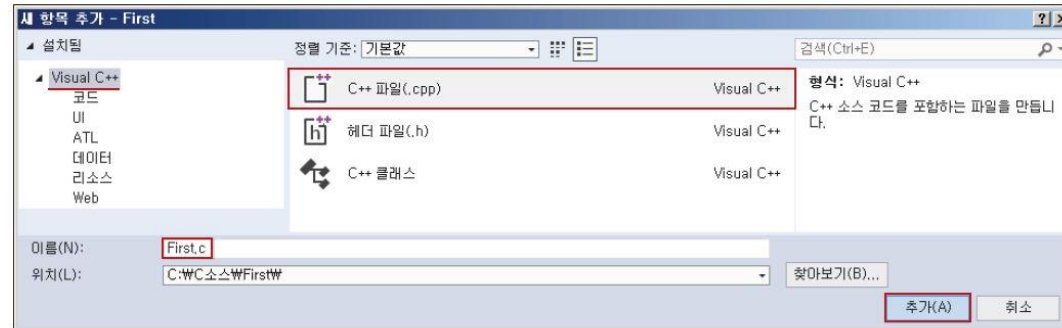 새 항목 추가 - First
설치됨
정렬 기준: 기본값
검색(Ctrl+E)
Visual C++
코드
UI
ATL
데이터
리소스
Web
C++ 파일(.cpp) Visual C++
헤더 파일(.h) Visual C++
C++ 클래스 Visual C++
형식: Visual C++
C++ 소스 코드를 포함하는 파일을 만듭니
다.
이름(N): First.c
위치(L): C:₩C소스₩First₩
찾아보기(B)...
추가(A) 취소